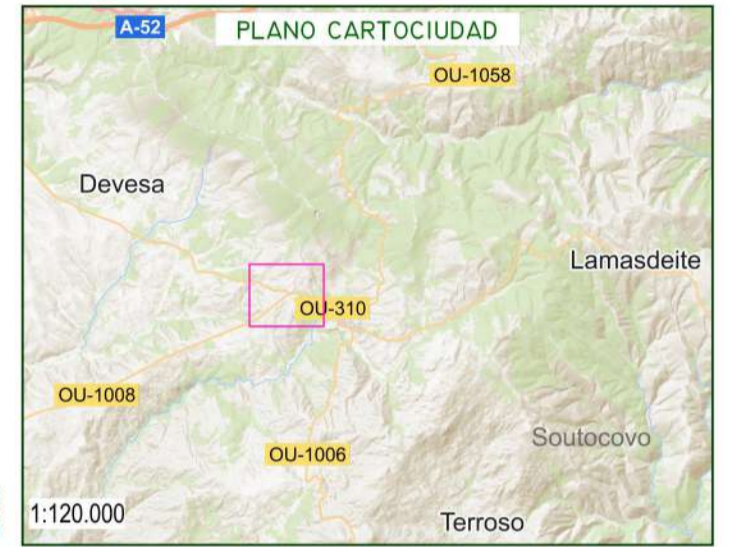 A-52
PLANO CARTOCIUDAD
OU-1058
Devesa
Lamasdeite
OU-310
OU-1008
Soutocovo
OU-1006
1:120.000
Terroso